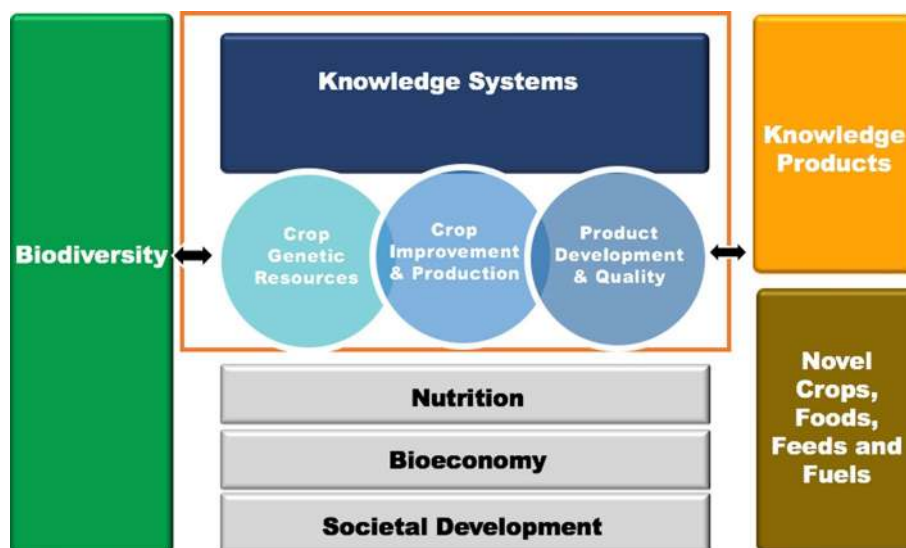 Knowledge Systems
Knowledge
Products
Biodiversity
Crop
Genetic
Resources
Crop
Improvement
& Production
Product
Development
& Quality
Nutrition
Bioeconomy
Societal Development
Novel
Crops,
Foods,
Feeds and
Fuels